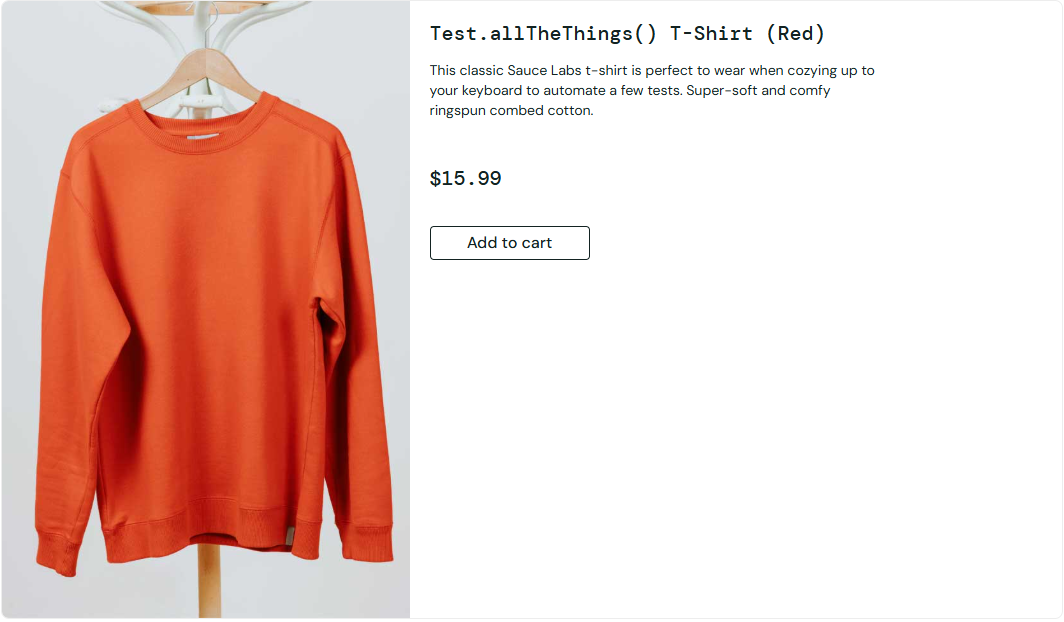 Test.allTheThings() T-Shirt (Red)
This classic Sauce Labs t-shirt is perfect to wear when cozying up to
your keyboard to automate a few tests. Super-soft and comfy
ringspun combed cotton.
$15.99
Add to cart